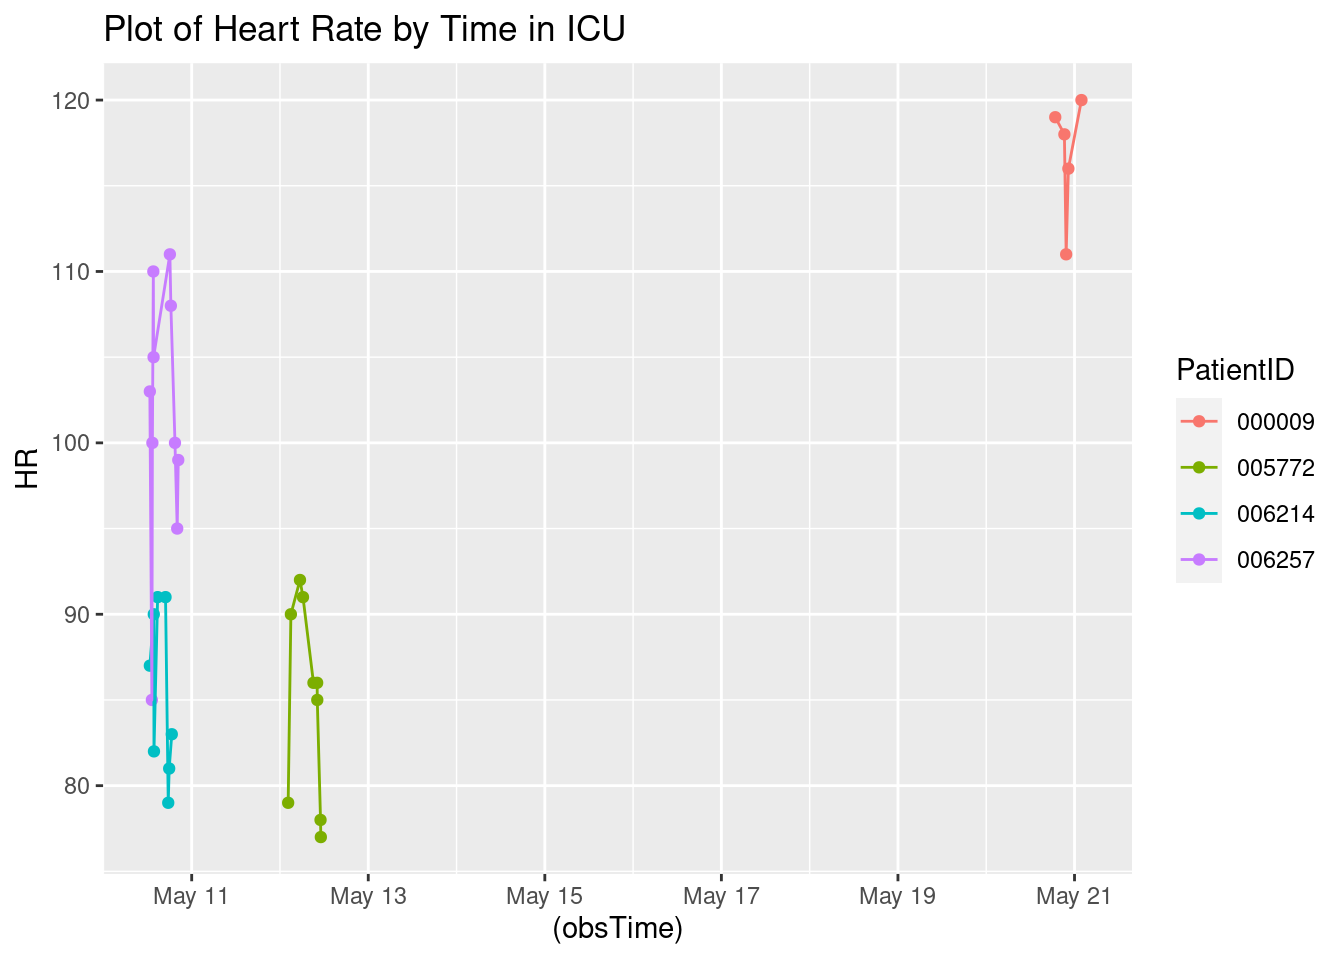 Plot of Heart Rate by Time in ICU
120
110
100
90
80
HR
May 11 May 13 May 15 May 17 May 19 May 21
(obsTime)
PatientID
000009
005772
006214
006257